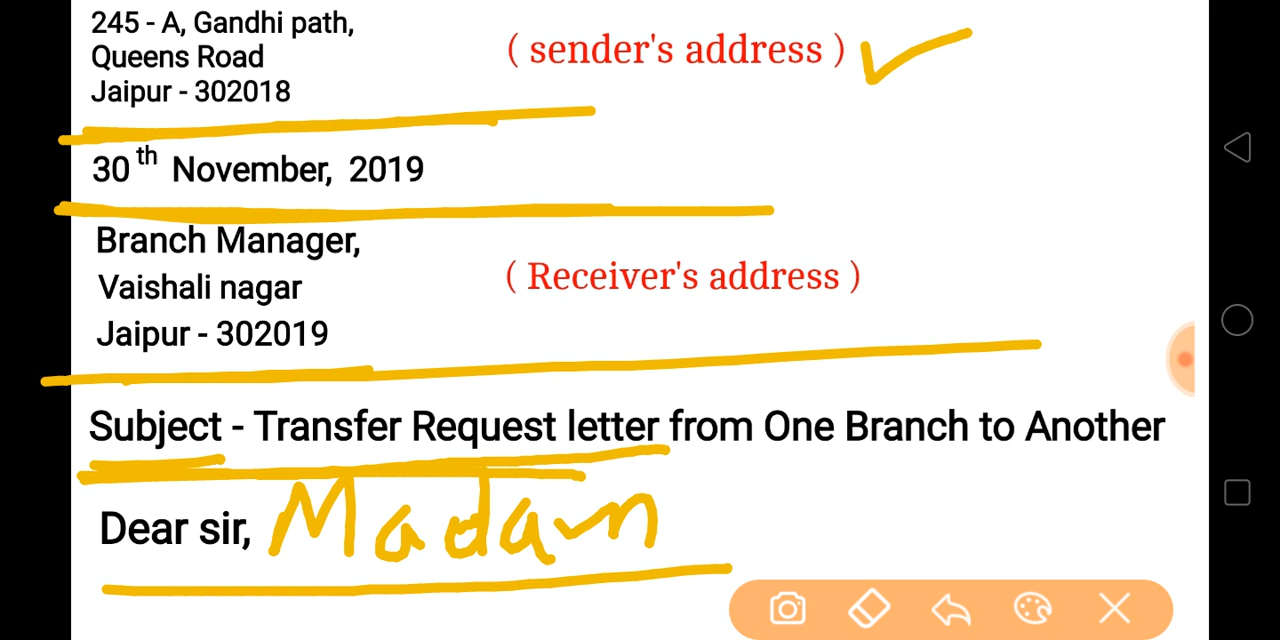 245 - A, Gandhi path,
Queens Road ( sender's address )
Jaipur - 302018
30th November, 2019
Branch Manager,
Vaishali nagar ( Receiver's address )
Jaipur - 302019
Subject - Transfer Request letter from One Branch to Another
Dear sir, Madam